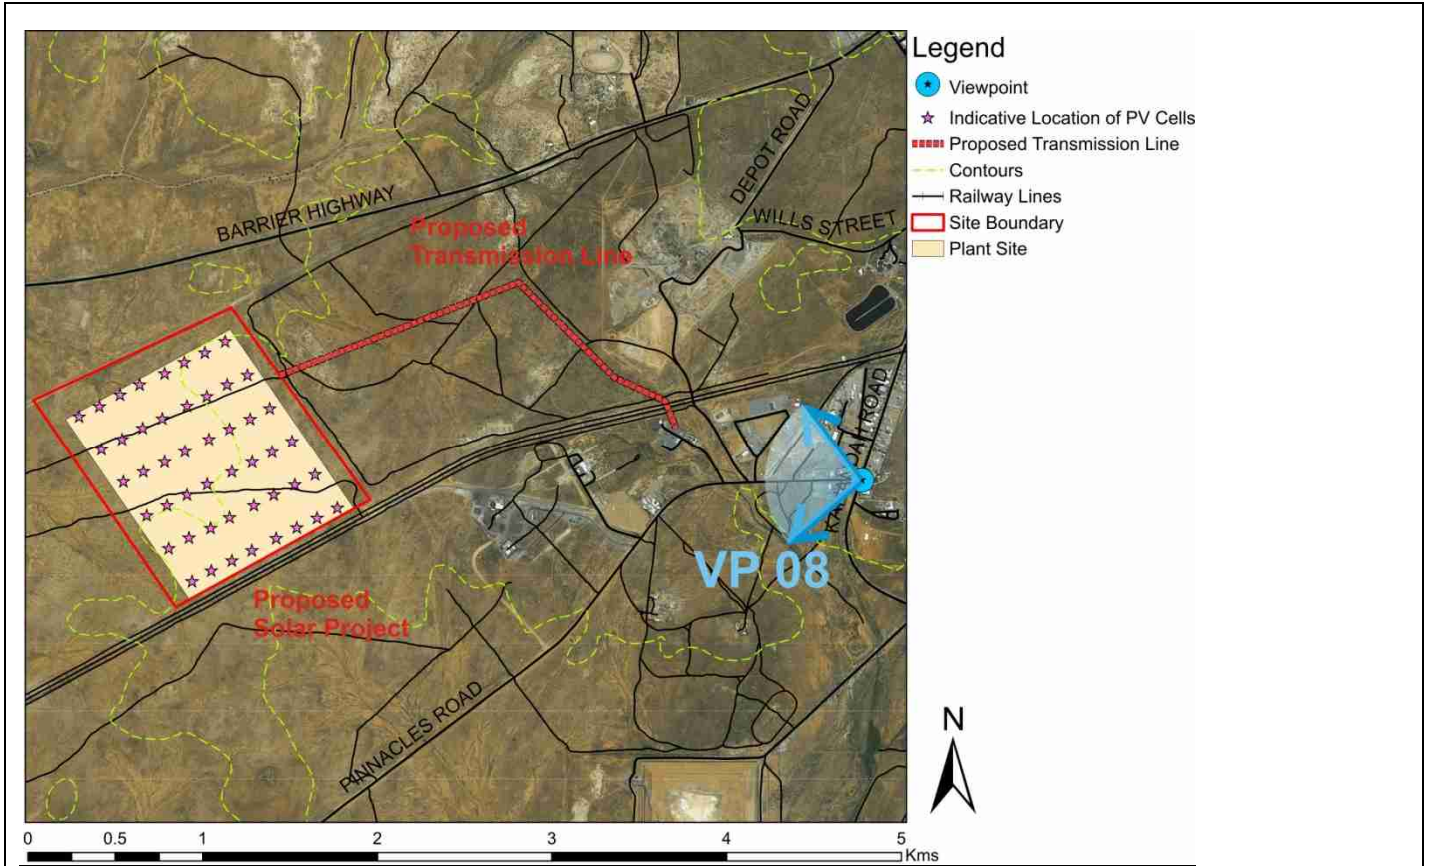 Legend
Viewpoint
Indicative Location of PV Cells
Proposed Transmission Line
Contours
Railway Lines
Site Boundary
Plant Site
DEPOT ROAD
BARRIER HIGHWAY
WILLS STREET
Proposed
Transmission Line
VP 08
Proposed
Solar Project
PINNACLES ROAD
N
0 0.5 1 2 3 4 5
Kms